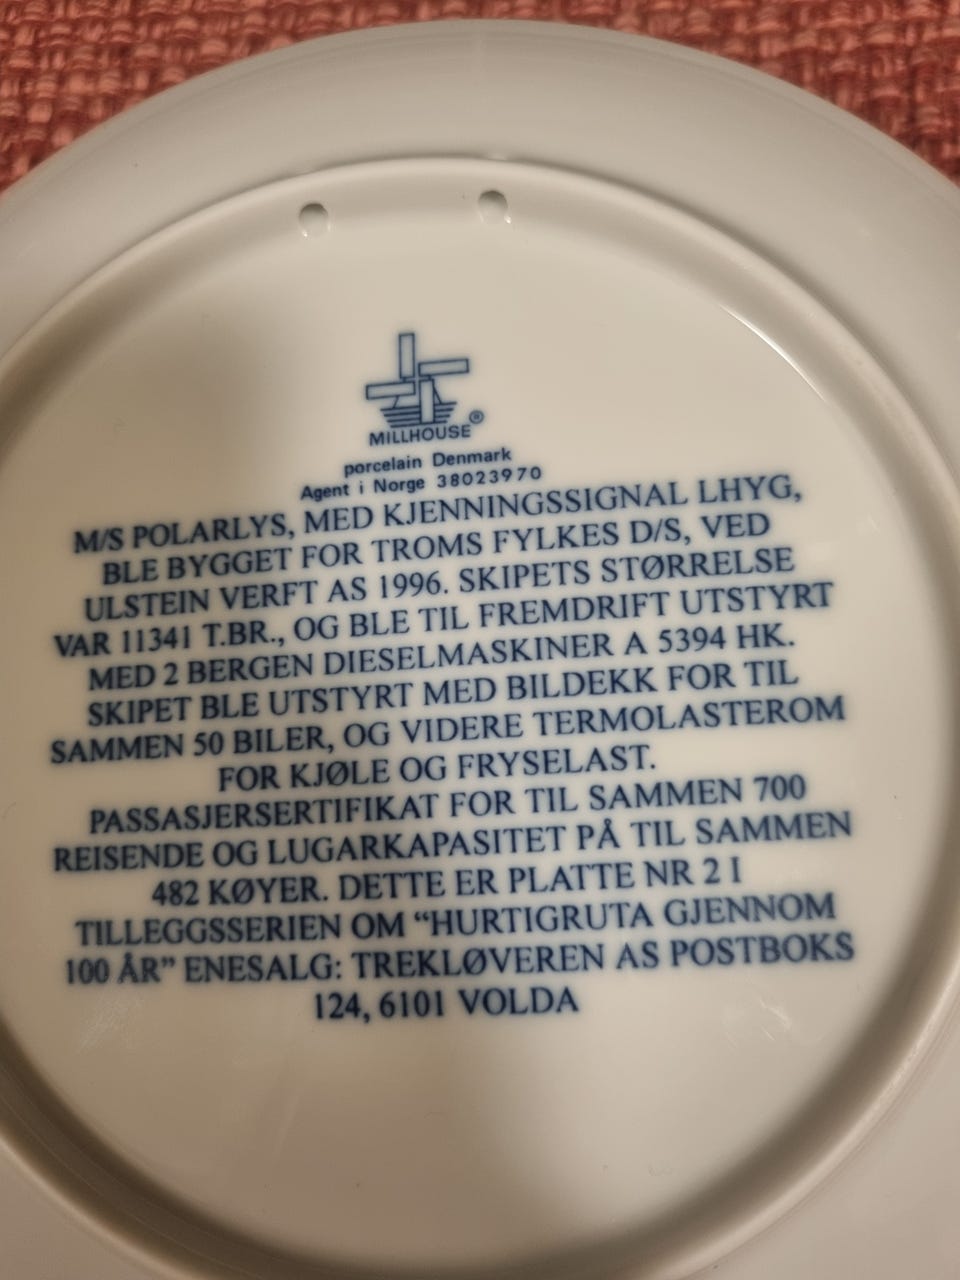 MILLHOUSE®
porcelain Denmark
Agent i Norge 38023970
M/S POLARLYS, MED KJENNINGSSIGNAL LHYG,
BLE BYGGET FOR TROMS FYLKES D/S, VED
ULSTEIN VERFT AS 1996. SKIPETS STØRRELSE
VAR 11341 T.BR., OG BLE TIL FREMDRIFT UTSTYRT
MED 2 BERGEN DIESELMASKINER A 5394 HK.
SKIPET BLE UTSTYRT MED BILDEKK FOR TIL
SAMMEN 50 BILER, OG VIDERE TERMOLASTEROM
FOR KJØLE OG FRYSELAST.
PASSASJERSERTIFIKAT FOR TIL SAMMEN 700
REISENDE OG LUGARKAPASITET PÅ TIL SAMMEN
482 KØYER. DETTE ER PLATTE NR 2 I
TILLEGGSSERIEN OM “HURTIGRUTA GJENNOM
100 ÅR” ENESALG: TREKLØVEREN AS POSTBOKS
124, 6101 VOLDA